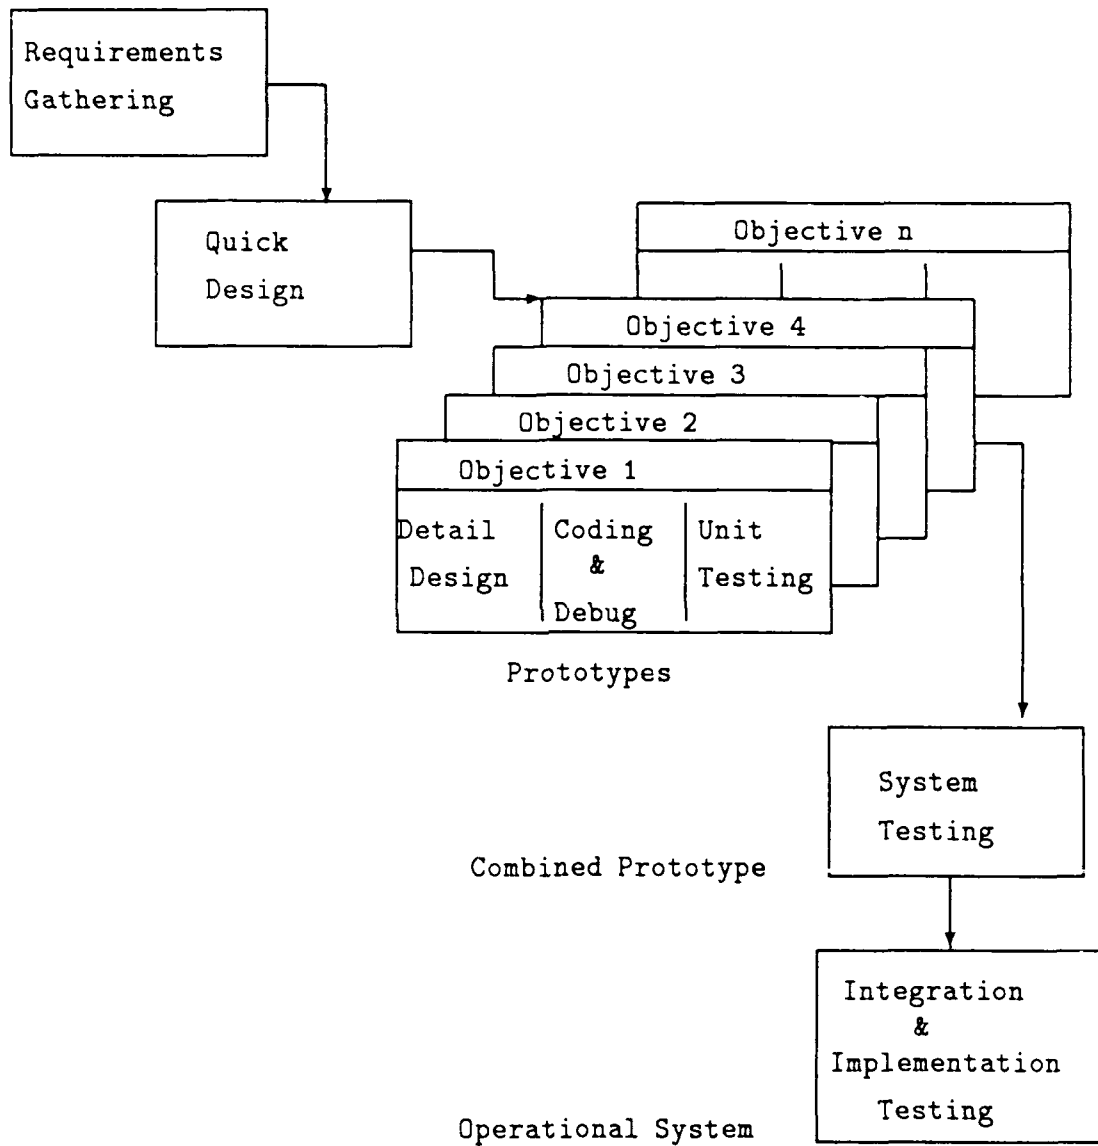 Requirements
Gathering
Quick
Design
Objective n
Objective 4
Objective 3
Objective 2
Objective 1
Detail
Design
Coding
&
Debug
Unit
Testing
Prototypes
System
Testing
Combined Prototype
Integration
&
Implementation
Testing
Operational System